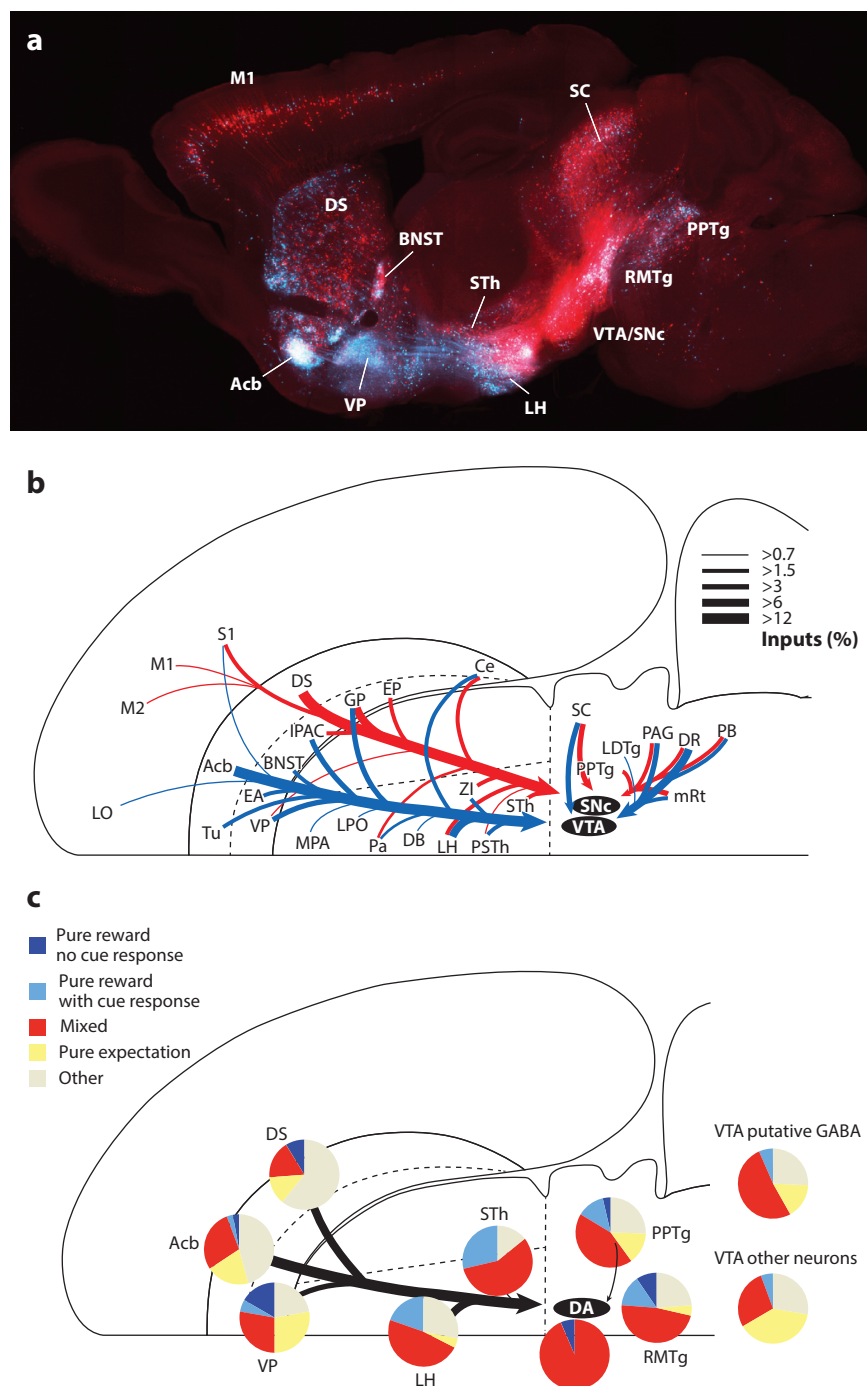 a
M1
SC
DS
BNST
PPTg
STh
RMTg
VTA/SNc
Acb
VP
LH
b
>0.7
>1.5
>3
>6
>12
Inputs (%)
S1
M1
M2
DS
GP
EP
Ce
IPAC
SC
PAG
DR
PB
LDTg
PPTg
Acb
BNST
EA
ZI
STh
mRt
SNc
VTA
LO
Tu
VP
MPA
LPO
Pa
DB
LH
PSTh
c
Pure reward
no cue response
Pure reward
with cue response
Mixed
Pure expectation
Other
DS
VTA putative GABA
STh
PPTg
Acb
VTA other neurons
DA
VP
LH
RMTg